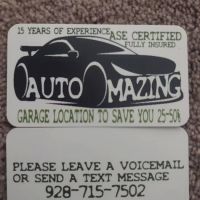 15 YEARS OF EXPERIENCE
ASE CERTIFIED
FULLY INSURED
AUTO MAZING
GARAGE LOCATION TO SAVE YOU 25-50%
PLEASE LEAVE A VOICEMAIL
OR SEND A TEXT MESSAGE
928-715-7502